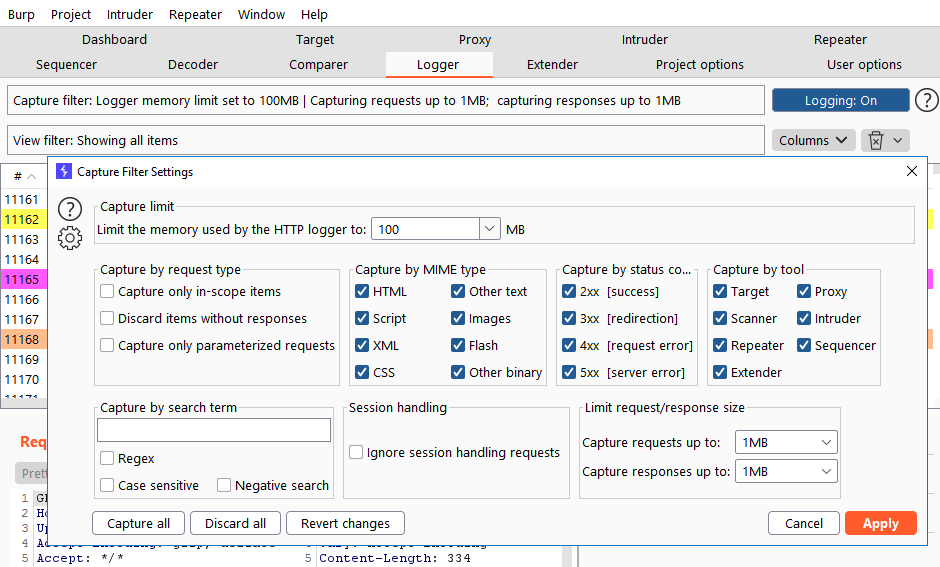 Burp Project Intruder Repeater Window Help
Dashboard Target Proxy Intruder Repeater
Sequencer Decoder Comparer Logger Extender Project options User options
Capture filter: Logger memory limit set to 100MB | Capturing requests up to 1MB; capturing responses up to 1MB
Logging: On
?
View filter: Showing all items
Columns
#
Capture Filter Settings
11161
11162
11163
11164
11165
11166
11167
11168
11169
11170
11171
?
Capture limit
Limit the memory used by the HTTP logger to: 100 MB
Capture by request type
Capture only in-scope items
Discard items without responses
Capture only parameterized requests
Capture by MIME type
HTML Other text
Script Images
XML Flash
CSS Other binary
Capture by status co...
2xx [success]
3xx [redirection]
4xx [request error]
5xx [server error]
Capture by tool
Target Proxy
Scanner Intruder
Repeater Sequencer
Extender
Capture by search term
Regex
Case sensitive Negative search
Session handling
Ignore session handling requests
Limit request/response size
Capture requests up to: 1MB
Capture responses up to: 1MB
Capture all Discard all Revert changes Cancel Apply
Req
Prett
1 G
2 Ho
3 Up
4
5 Accept: */*
5 Content-Length: 334